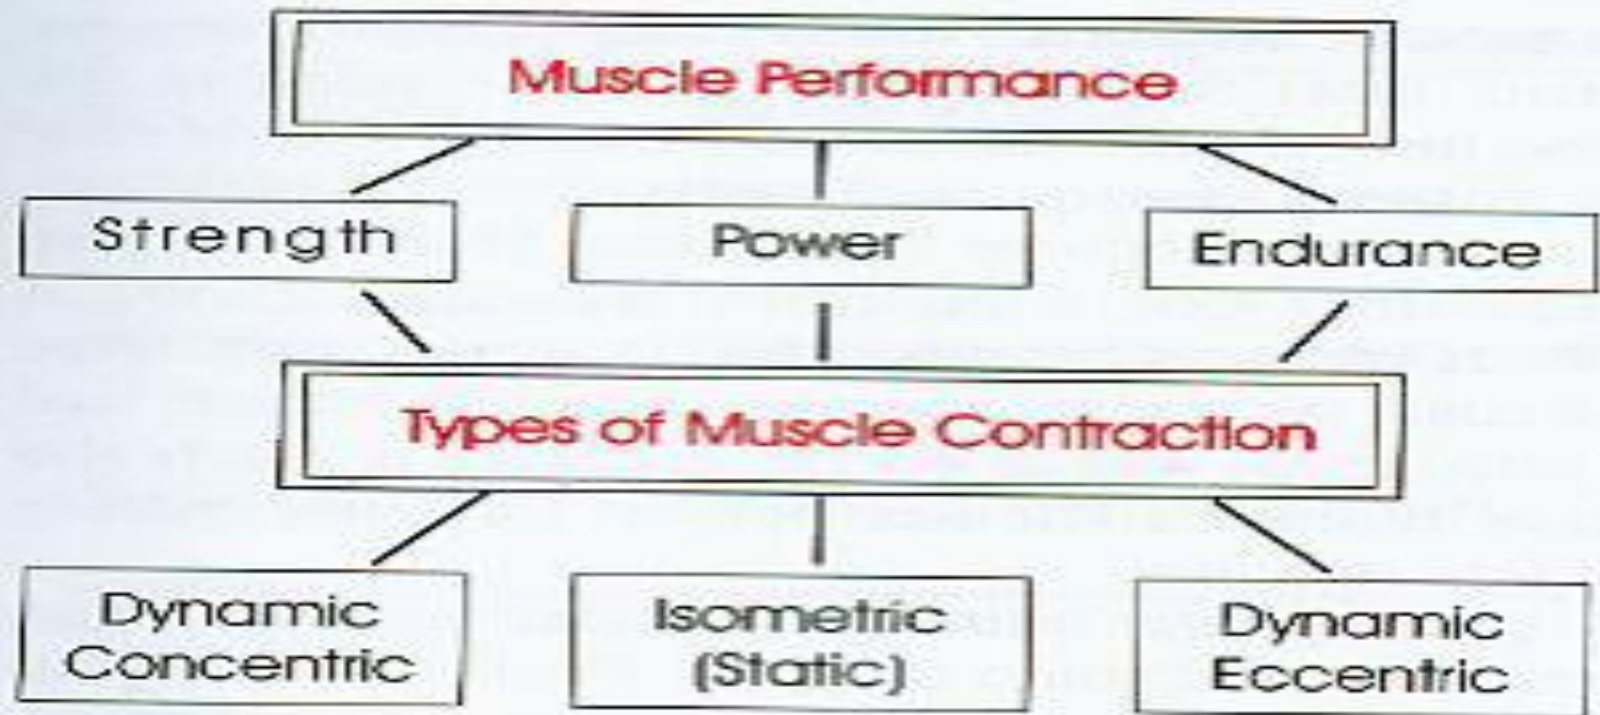 Muscle Performance
Strength
Power
Endurance
Types of Muscle Contraction
Dynamic
Concentric
Isometric
(Static)
Dynamic
Eccentric